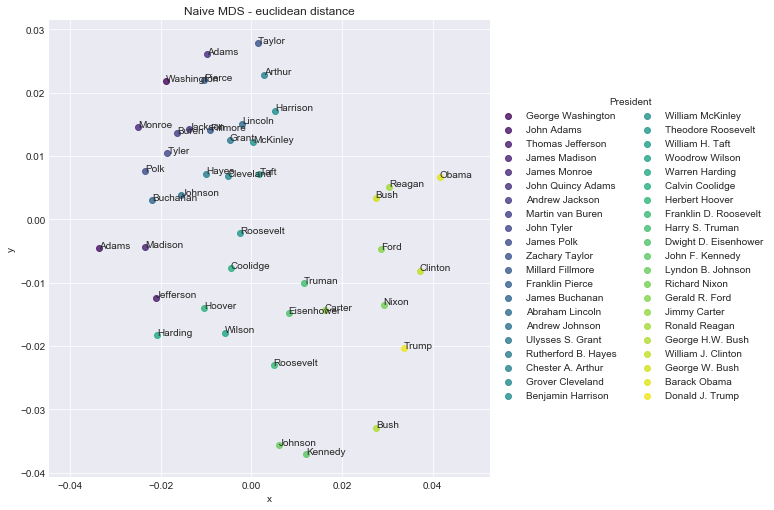 Naive MDS - euclidean distance
0.03
0.02
0.01
0.00
−0.01
−0.02
−0.03
−0.04
y
−0.04
−0.02
0.00
0.02
0.04
x
Taylor
Adams
Arthur
Washington
Pierce
Harrison
Lincoln
Monroe
Jackson
Fillmore
Buren
Grant
McKinley
Tyler
Polk
Hayes
Cleveland
Taft
Buchanan
Johnson
Reagan
Obama
Bush
Roosevelt
Adams
Madison
Ford
Coolidge
Clinton
Truman
Jefferson
Hoover
Eisenhower
Carter
Nixon
Harding
Wilson
Trump
Roosevelt
Bush
Johnson
Kennedy
President
George Washington
John Adams
Thomas Jefferson
James Madison
James Monroe
John Quincy Adams
Andrew Jackson
Martin van Buren
John Tyler
James Polk
Zachary Taylor
Millard Fillmore
Franklin Pierce
James Buchanan
Abraham Lincoln
Andrew Johnson
Ulysses S. Grant
Rutherford B. Hayes
Chester A. Arthur
Grover Cleveland
Benjamin Harrison
William McKinley
Theodore Roosevelt
William H. Taft
Woodrow Wilson
Warren Harding
Calvin Coolidge
Herbert Hoover
Franklin D. Roosevelt
Harry S. Truman
Dwight D. Eisenhower
John F. Kennedy
Lyndon B. Johnson
Richard Nixon
Gerald R. Ford
Jimmy Carter
Ronald Reagan
George H.W. Bush
William J. Clinton
George W. Bush
Barack Obama
Donald J. Trump